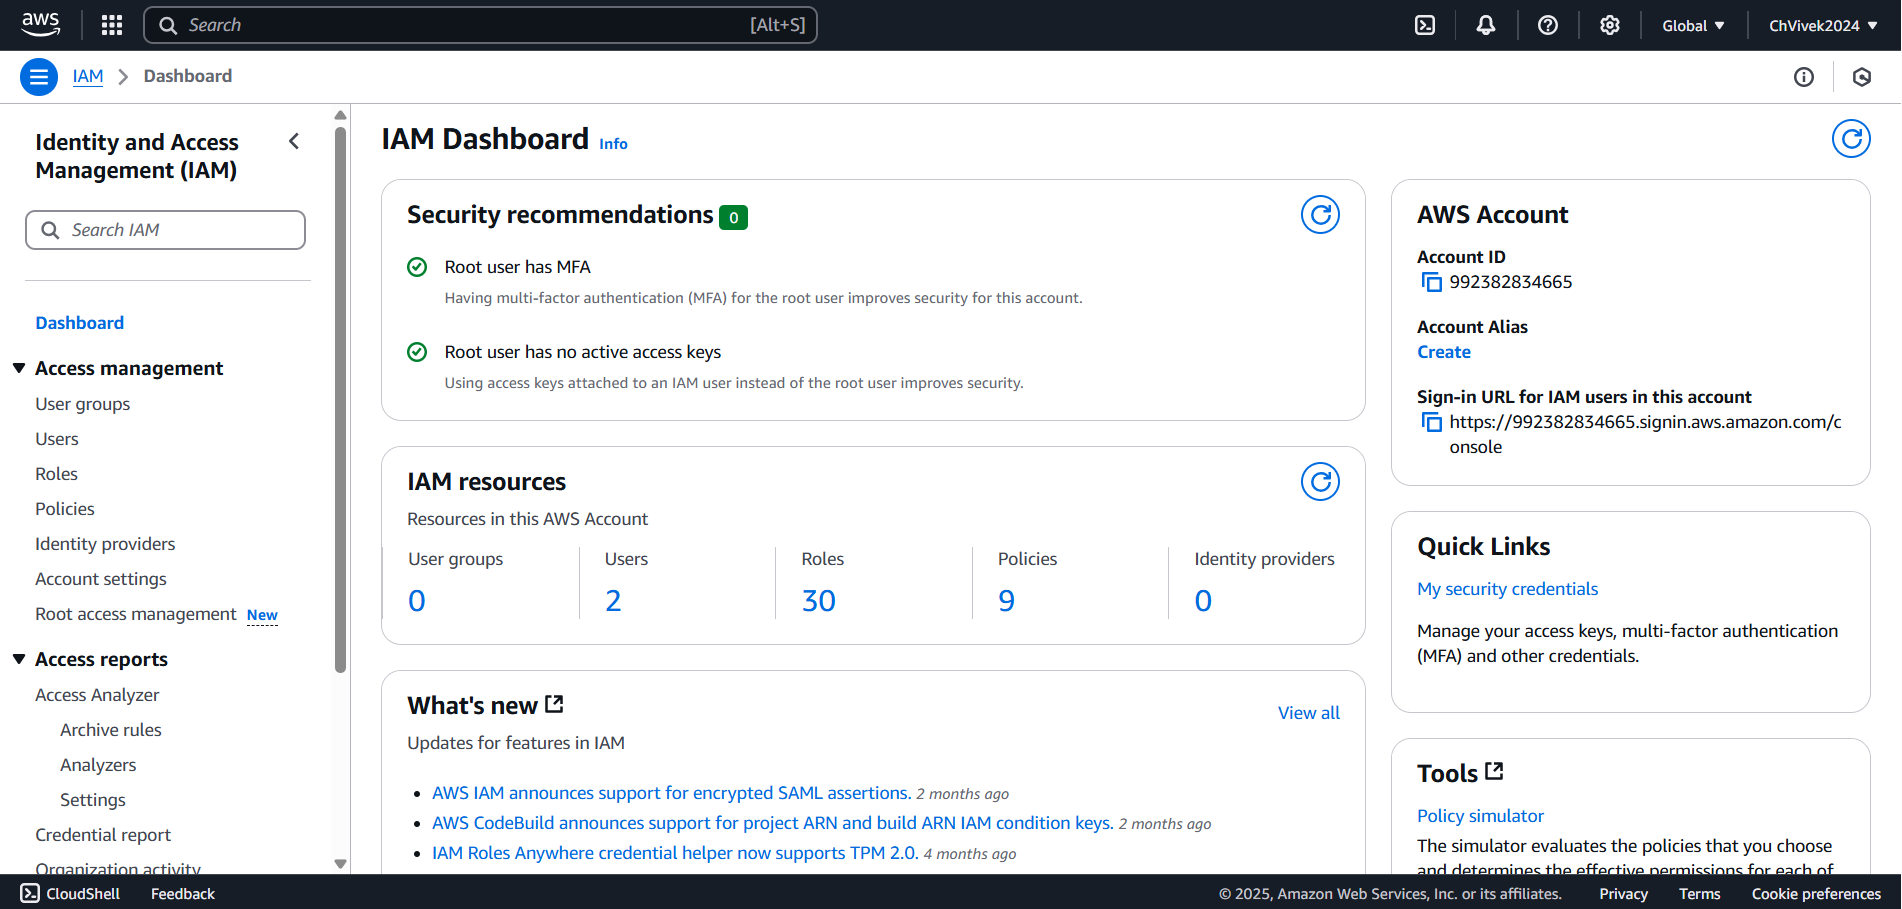 aws
Search [Alt+S]
Global
ChVivek2024
IAM
Dashboard
Identity and Access
Management (IAM)
Search IAM
Dashboard
Access management
User groups
Users
Roles
Policies
Identity providers
Account settings
Root access management New
Access reports
Access Analyzer
Archive rules
Analyzers
Settings
Credential report
Organization activity
IAM Dashboard Info
Security recommendations 0
Root user has MFA
Having multi-factor authentication (MFA) for the root user improves security for this account.
Root user has no active access keys
Using access keys attached to an IAM user instead of the root user improves security.
IAM resources
Resources in this AWS Account
User groups
0
Users
2
Roles
30
Policies
9
Identity providers
0
What's new
View all
Updates for features in IAM
• AWS IAM announces support for encrypted SAML assertions. 2 months ago
• AWS CodeBuild announces support for project ARN and build ARN IAM condition keys. 2 months ago
• IAM Roles Anywhere credential helper now supports TPM 2.0. 4 months ago
AWS Account
Account ID
992382834665
Account Alias
Create
Sign-in URL for IAM users in this account
https://992382834665.signin.aws.amazon.com/c
onsole
Quick Links
My security credentials
Manage your access keys, multi-factor authentication
(MFA) and other credentials.
Tools
Policy simulator
The simulator evaluates the policies that you choose
and determines the effective permissions for each of
CloudShell
Feedback
© 2025, Amazon Web Services, Inc. or its affiliates.
Privacy
Terms
Cookie preferences